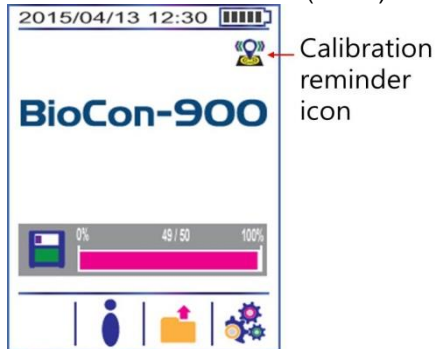 2015/04/13 12:30
Calibration
reminder
icon
BioCon-900
0% 49 / 50 100%